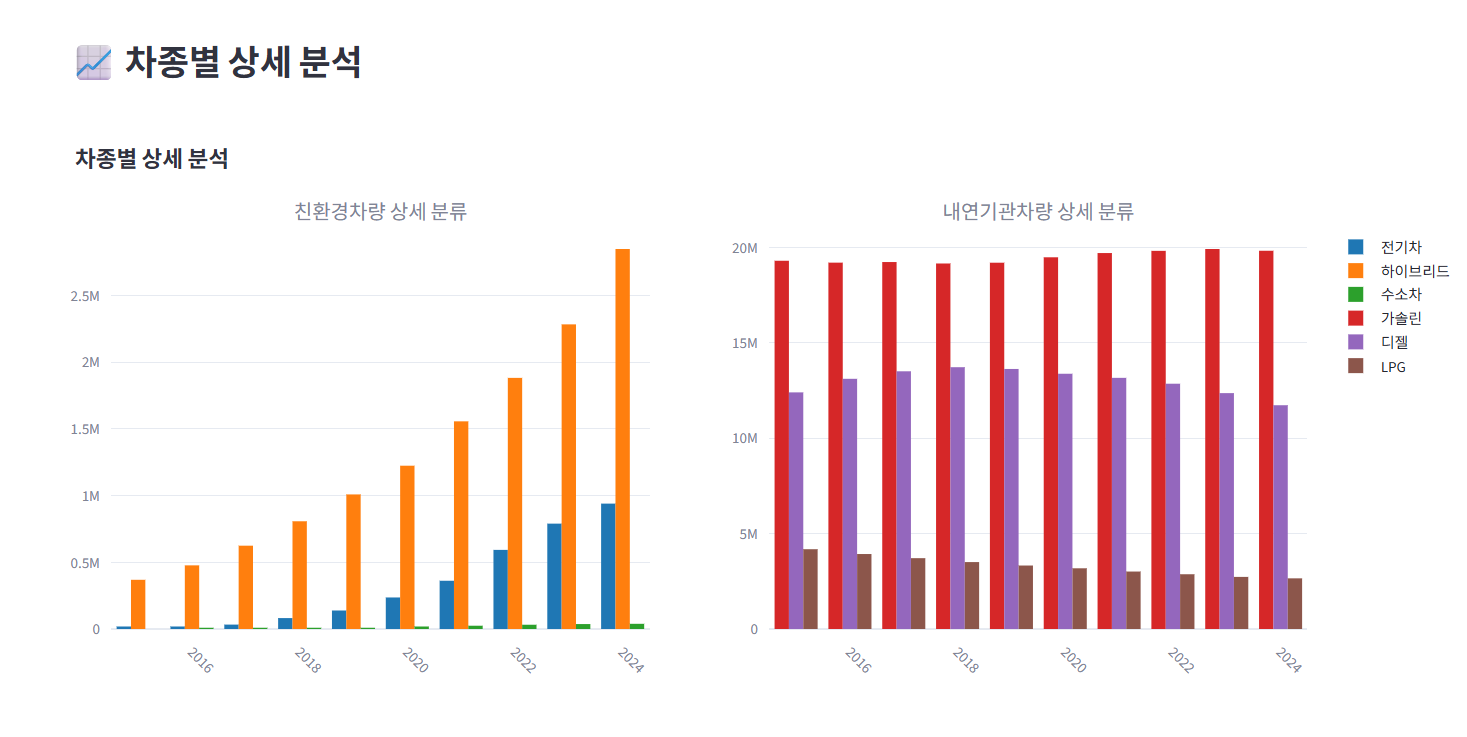 차종별 상세 분석
차종별 상세 분석
친환경차량 상세 분류
2.5M
2M
1.5M
1M
0.5M
0
2016
2018
2020
2022
2024
내연기관차량 상세 분류
20M
15M
10M
5M
0
2016
2018
2020
2022
2024
전기차
하이브리드
수소차
가솔린
디젤
LPG